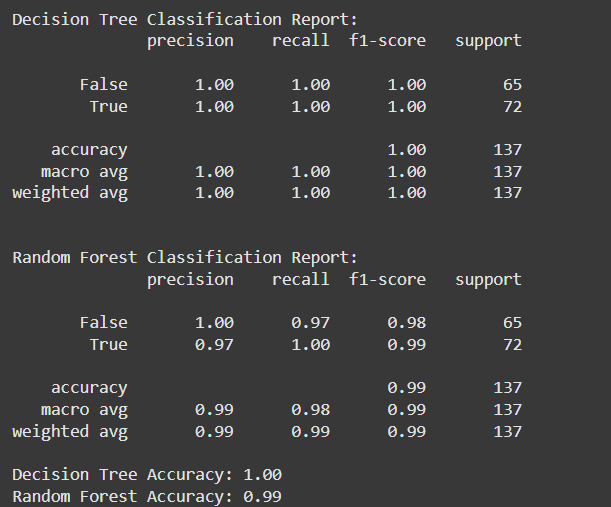 Decision Tree Classification Report:
              precision    recall  f1-score   support

       False       1.00      1.00      1.00        65
        True       1.00      1.00      1.00        72

    accuracy                           1.00       137
   macro avg       1.00      1.00      1.00       137
weighted avg       1.00      1.00      1.00       137

Random Forest Classification Report:
              precision    recall  f1-score   support

       False       1.00      0.97      0.98        65
        True       0.97      1.00      0.99        72

    accuracy                           0.99       137
   macro avg       0.99      0.98      0.99       137
weighted avg       0.99      0.99      0.99       137

Decision Tree Accuracy: 1.00
Random Forest Accuracy: 0.99